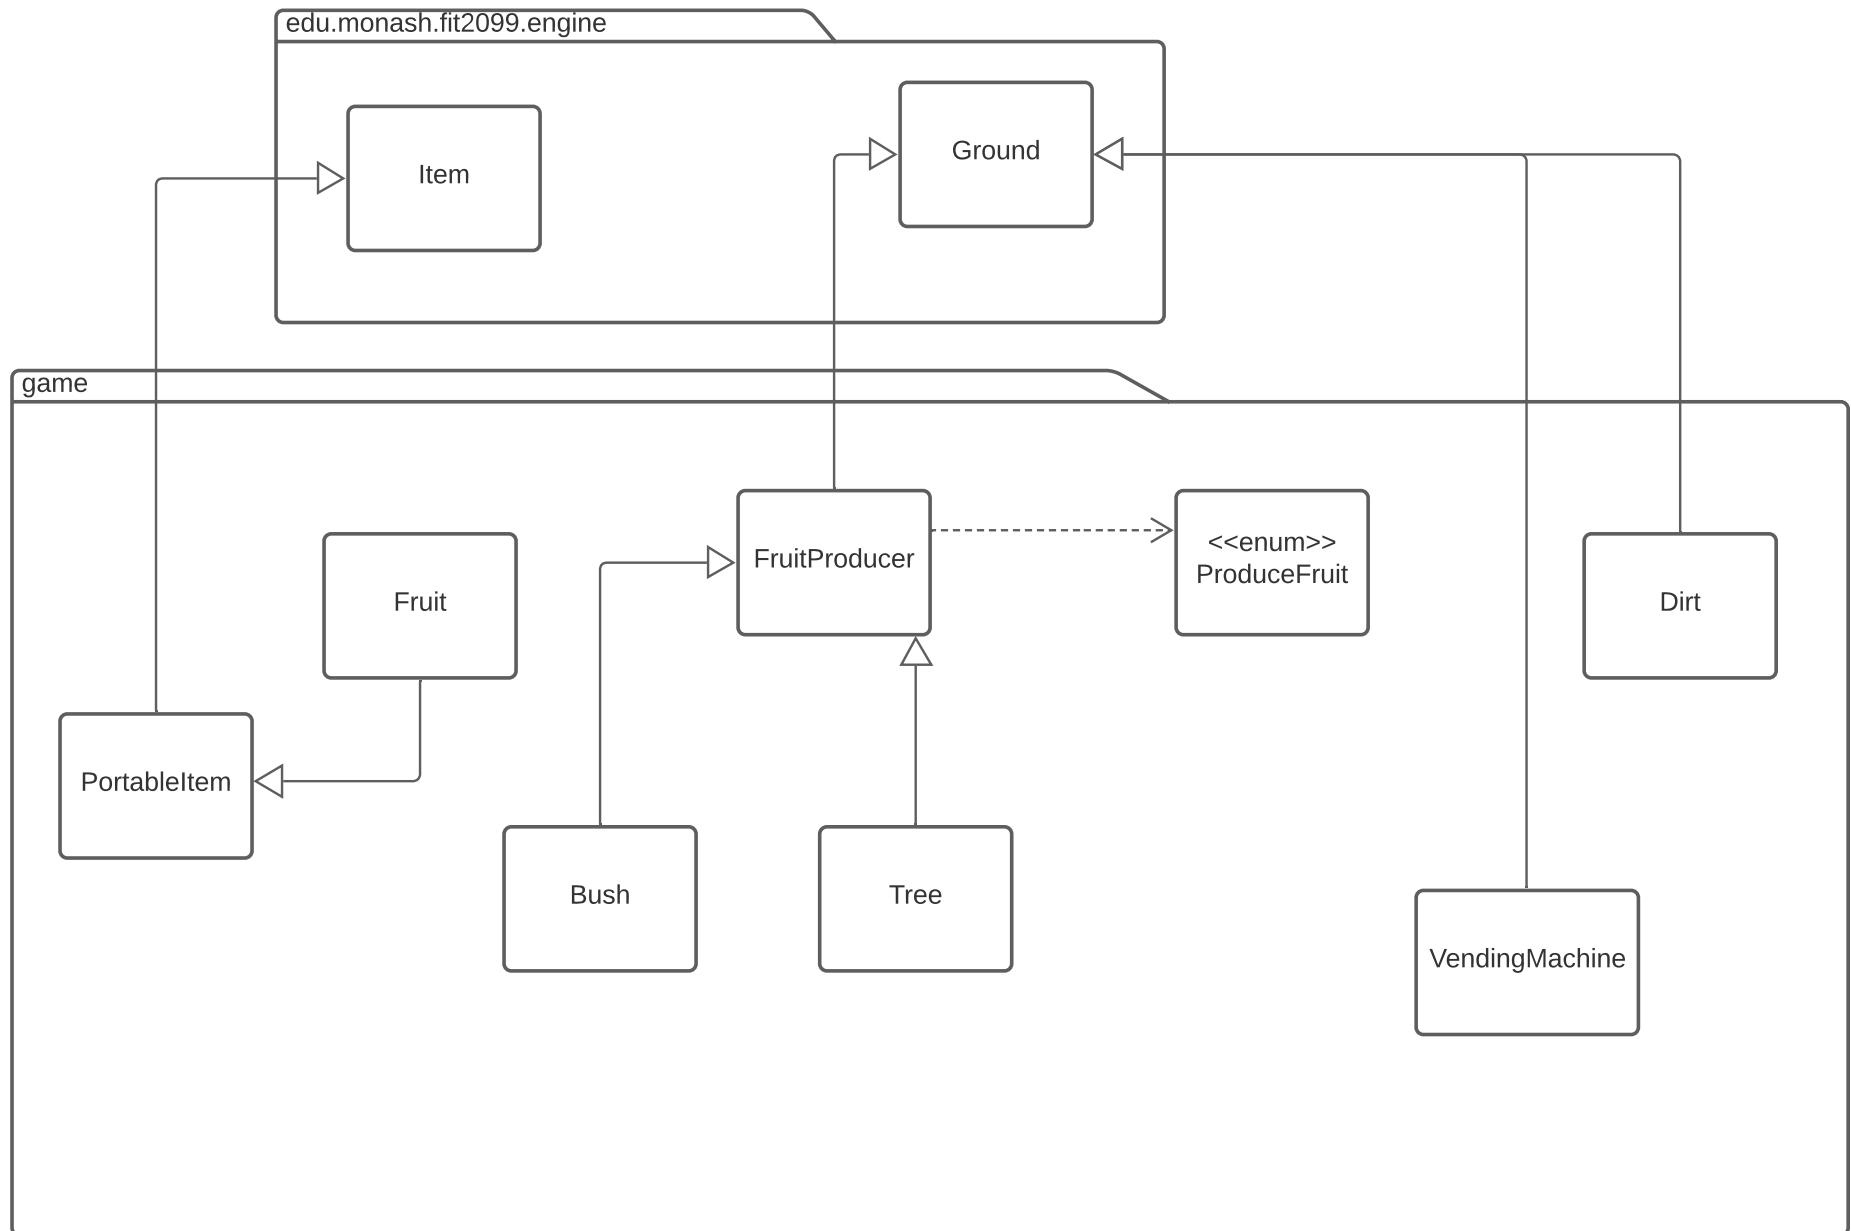 edu.monash.fit2099.engine
Item
Ground
game
Fruit
FruitProducer
<<enum>>
ProduceFruit
Dirt
PortableItem
Bush
Tree
VendingMachine